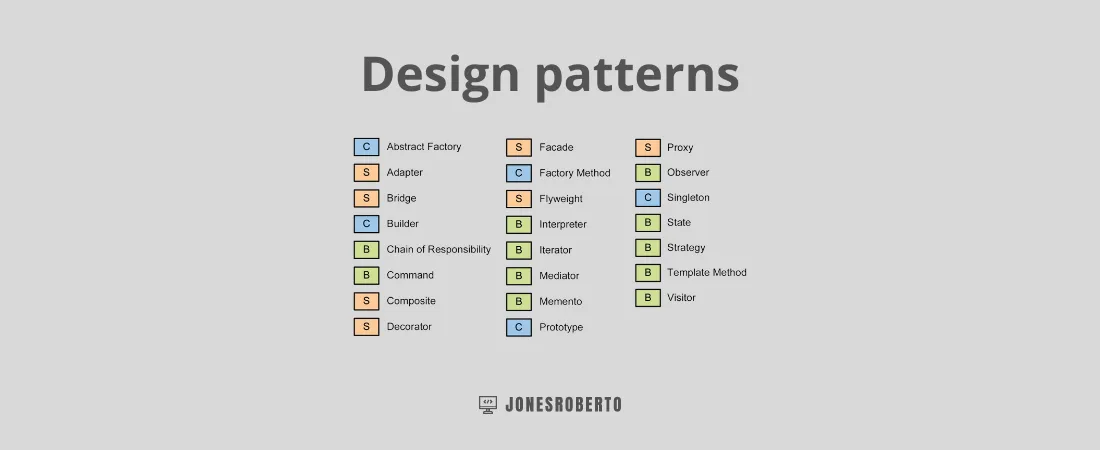 Design patterns
C Abstract Factory
S Adapter
S Bridge
C Builder
B Chain of Responsibility
B Command
S Composite
S Decorator
S Facade
C Factory Method
S Flyweight
B Interpreter
B Iterator
B Mediator
B Memento
C Prototype
S Proxy
B Observer
C Singleton
B State
B Strategy
B Template Method
B Visitor
</> JONESROBERTO